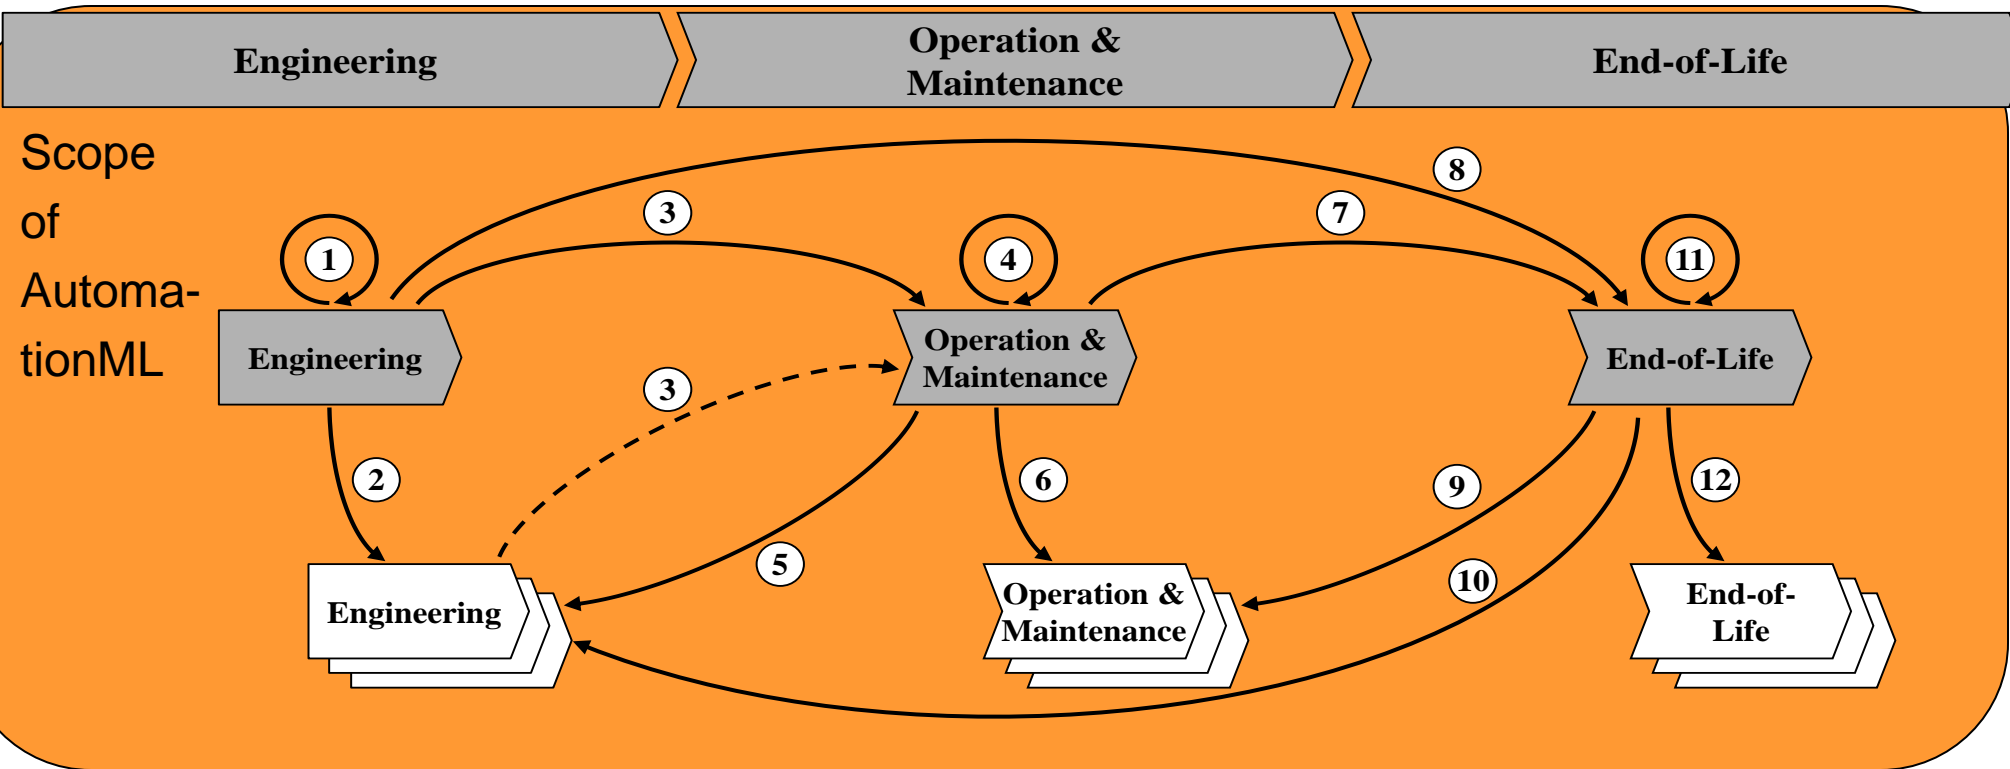 Engineering
Operation &
Maintenance
End-of-Life
Scope
of
Automa-
tionML
8
3
7
1
4
11
Engineering
Operation &
Maintenance
End-of-Life
3
2
6
9
12
5
10
Engineering
Operation &
Maintenance
End-of-
Life